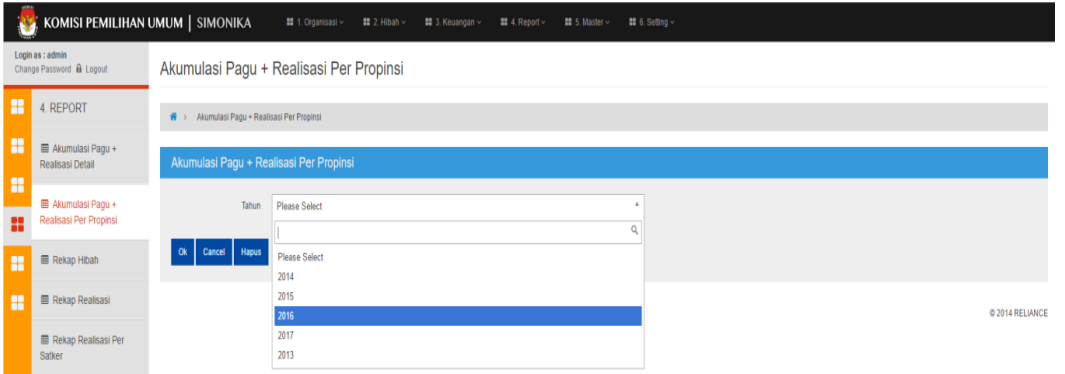 KOMISI PEMILIHAN UMUM | SIMONIKA
1. Organisasi
2. Hibah
3. Keuangan
4. Report
5. Master
6. Setting
Login as : admin
Change Password Logout
Akumulasi Pagu + Realisasi Per Propinsi
4. REPORT
Akumulasi Pagu + Realisasi Per Propinsi
Akumulasi Pagu +
Realisasi Detail
Akumulasi Pagu +
Realisasi Per Propinsi
Rekap Hibah
Rekap Realisasi
Rekap Realisasi Per
Satker
Akumulasi Pagu + Realisasi Per Propinsi
Tahun
Please Select
Ok
Cancel
Hapus
Please Select
2014
2015
2016
2017
2013
© 2014 RELIANCE